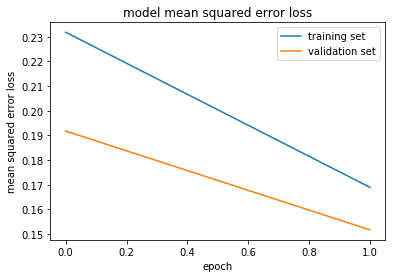 model mean squared error loss
training set
validation set
mean squared error loss
0.23
0.22
0.21
0.20
0.19
0.18
0.17
0.16
0.15
0.0 0.2 0.4 0.6 0.8 1.0
epoch